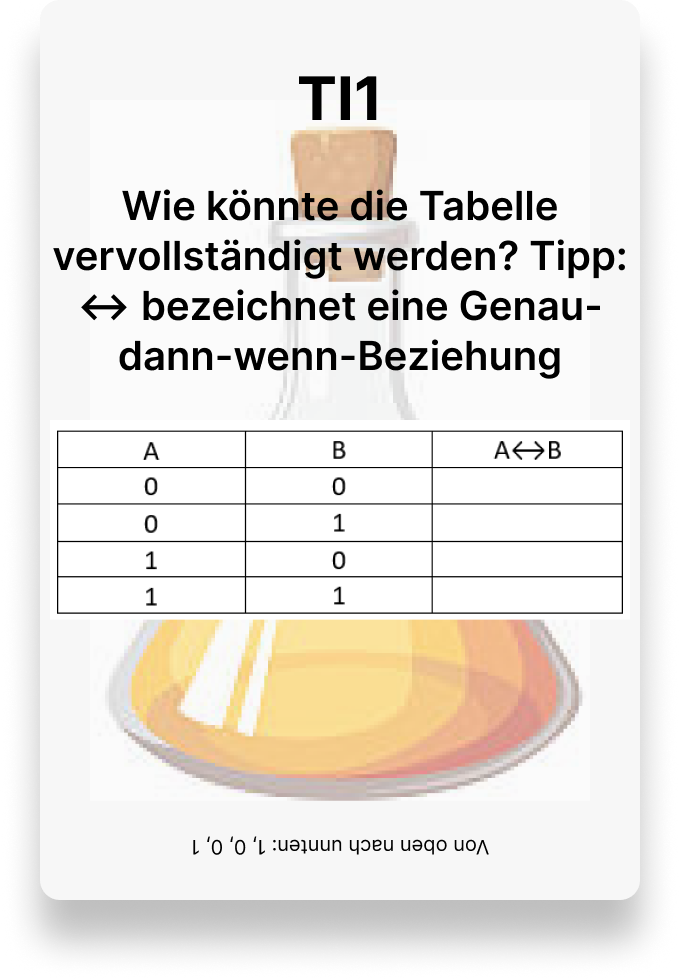 TI1
Wie könnte die Tabelle
vervollständigt werden? Tipp:
↔ bezeichnet eine Genau-
dann-wenn-Beziehung
A B A↔B
0 0
0 1
1 0
1 1
Von oben nach unnten: 1, 0, 0, 1